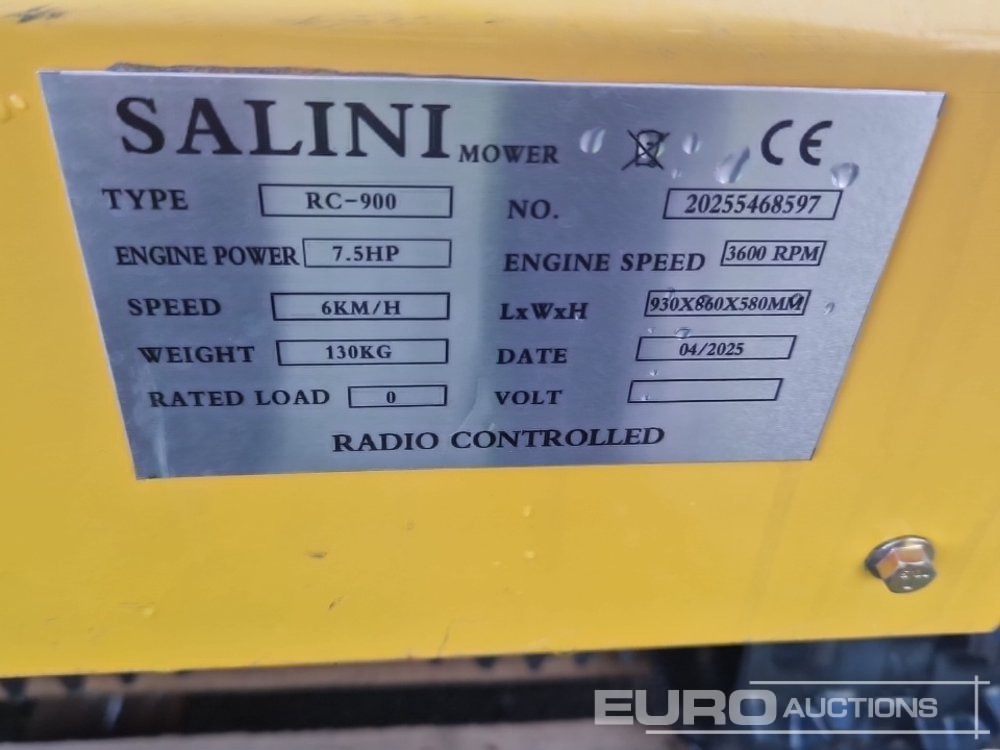 SALINI MOWER CE
TYPE RC-900 NO. 20255468597
ENGINE POWER 7.5HP ENGINE SPEED 3600 RPM
SPEED 6KM/H LxWxH 930X860X580MM
WEIGHT 130KG DATE 04/2025
RATED LOAD 0 VOLT
RADIO CONTROLLED
EURO AUCTIONS